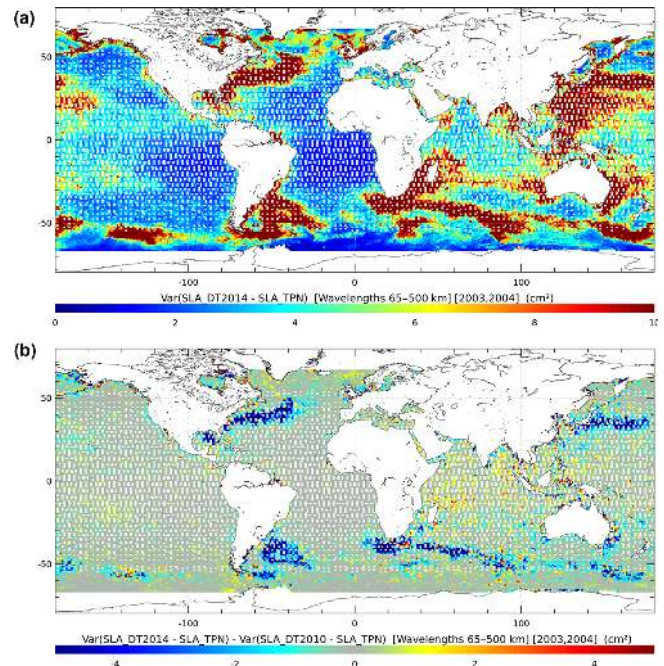 (a)
50
0
-50
-100 0 100
Var(SLA_DT2014 - SLA_TPN) [Wavelengths 65–500 km] [2003,2004] (cm²)
0 2 4 6 8 10
(b)
50
0
-50
-100 0 100
Var(SLA_DT2014 - SLA_TPN) - Var(SLA_DT2010 - SLA_TPN) [Wavelengths 65–500 km] [2003,2004] (cm²)
-4 -2 0 2 4